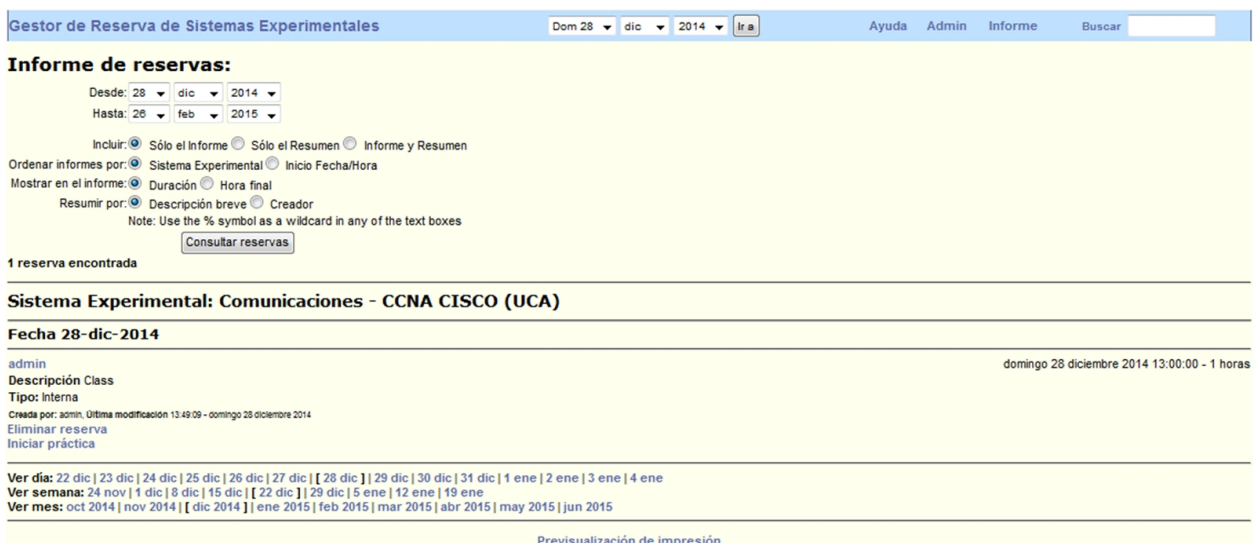 Gestor de Reserva de Sistemas Experimentales Dom 28 dic 2014 Ir a Ayuda Admin Informe Buscar
Informe de reservas:
Desde: 28 dic 2014
Hasta: 26 feb 2015
Incluir: Sólo el Informe Sólo el Resumen Informe y Resumen
Ordenar informes por: Sistema Experimental Inicio Fecha/Hora
Mostrar en el informe: Duración Hora final
Resumir por: Descripción breve Creador
Note: Use the % symbol as a wildcard in any of the text boxes
Consultar reservas
1 reserva encontrada
Sistema Experimental: Comunicaciones - CCNA CISCO (UCA)
Fecha 28-dic-2014
admin domingo 28 diciembre 2014 13:00:00 - 1 horas
Descripción Class
Tipo: Interna
Creada por: admin, Última modificación 13:49:09 - domingo 28 diciembre 2014
Eliminar reserva
Iniciar práctica
Ver día: 22 dic | 23 dic | 24 dic | 25 dic | 26 dic | 27 dic | [ 28 dic ] | 29 dic | 30 dic | 31 dic | 1 ene | 2 ene | 3 ene | 4 ene
Ver semana: 24 nov | 1 dic | 8 dic | 15 dic | [ 22 dic ] | 29 dic | 5 ene | 12 ene | 19 ene
Ver mes: oct 2014 | nov 2014 | [ dic 2014 ] | ene 2015 | feb 2015 | mar 2015 | abr 2015 | may 2015 | jun 2015
Previsualización de impresión